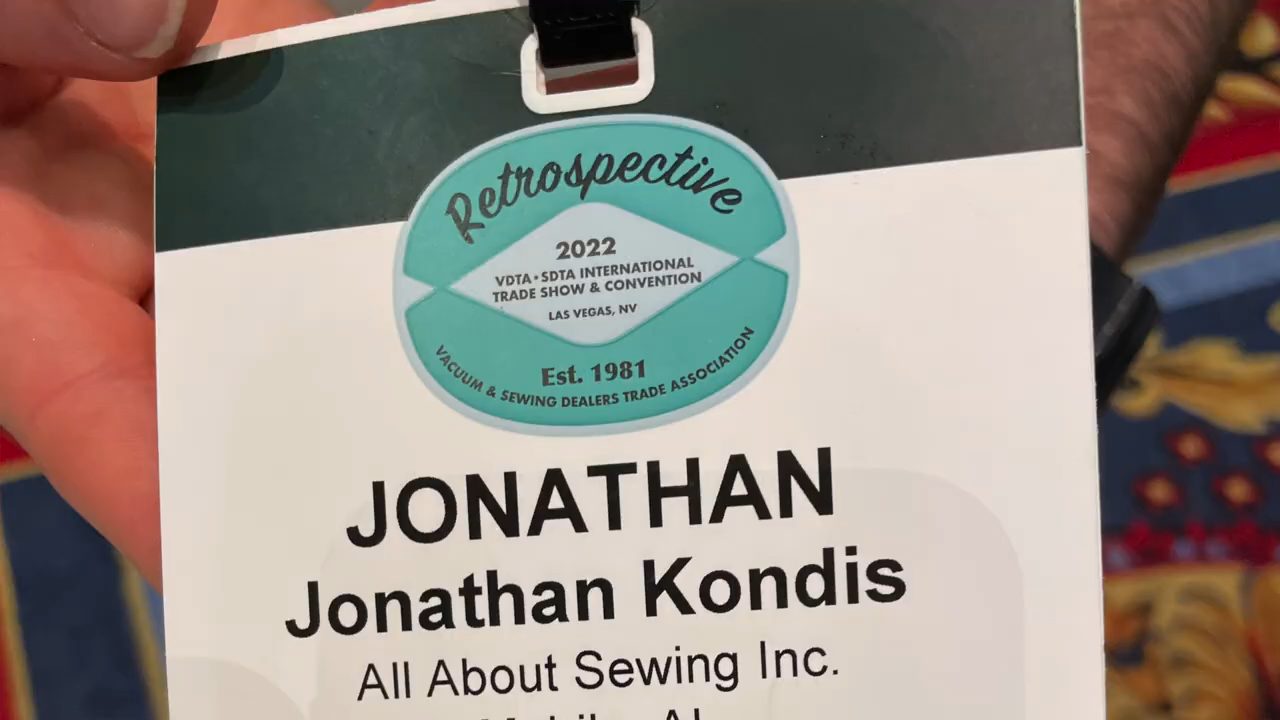 Retrospective
2022
VDTA • SDTA INTERNATIONAL
TRADE SHOW & CONVENTION
LAS VEGAS, NV
Est. 1981
VACUUM & SEWING DEALERS TRADE ASSOCIATION
JONATHAN
Jonathan Kondis
All About Sewing Inc.